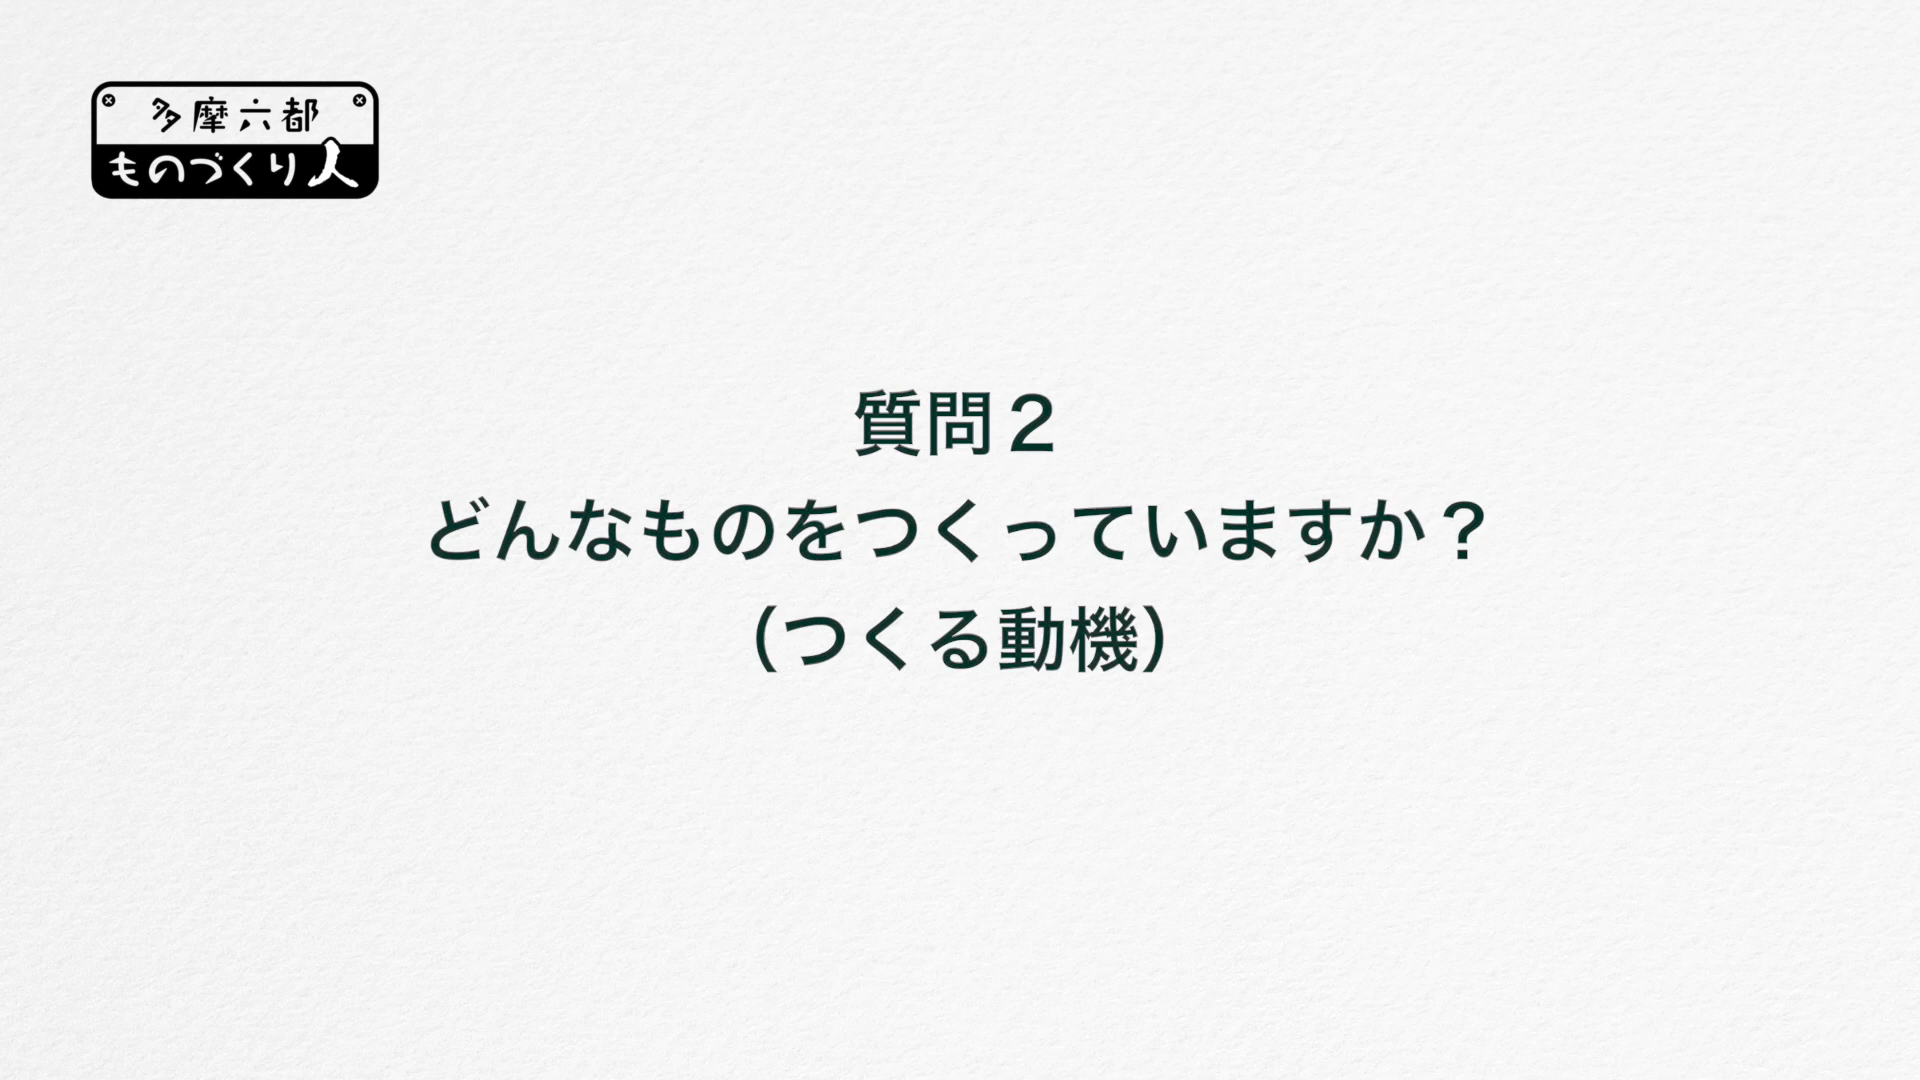 多摩六都
ものづくり人
質問２
どんなものをつくっていますか？
（つくる動機）